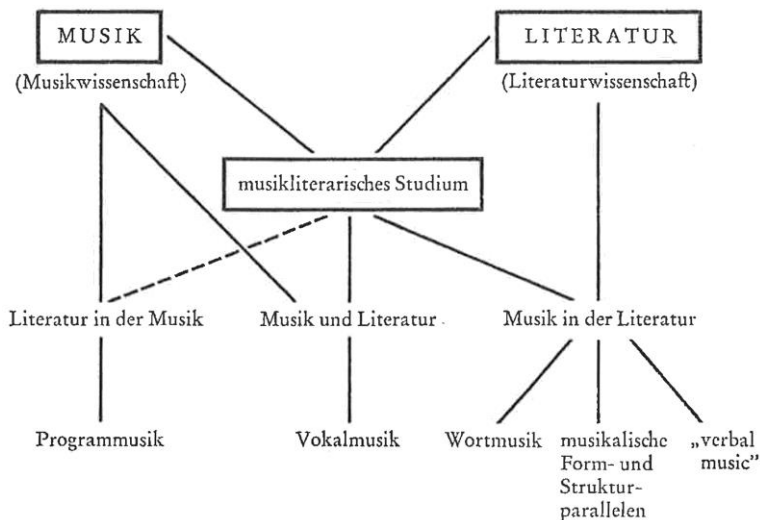 MUSIK
LITERATUR
(Musikwissenschaft)
(Literaturwissenschaft)
musikliterarisches Studium
Literatur in der Musik
Musik und Literatur
Musik in der Literatur
Programmusik
Vokalmusik
Wortmusik
musikalische
Form- und
Struktur-
parallelen
„verbal
music”